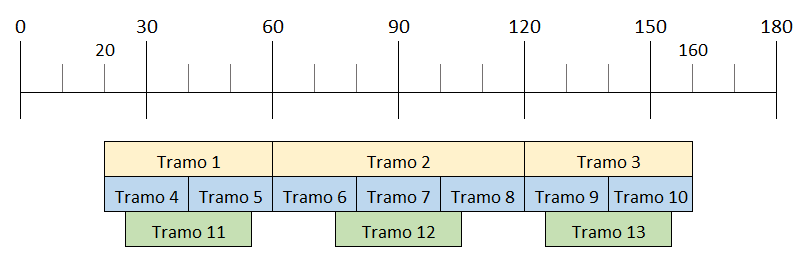 0 30 60 90 120 150 180
20 160
Tramo 1 Tramo 2 Tramo 3
Tramo 4 Tramo 5 Tramo 6 Tramo 7 Tramo 8 Tramo 9 Tramo 10
Tramo 11 Tramo 12 Tramo 13